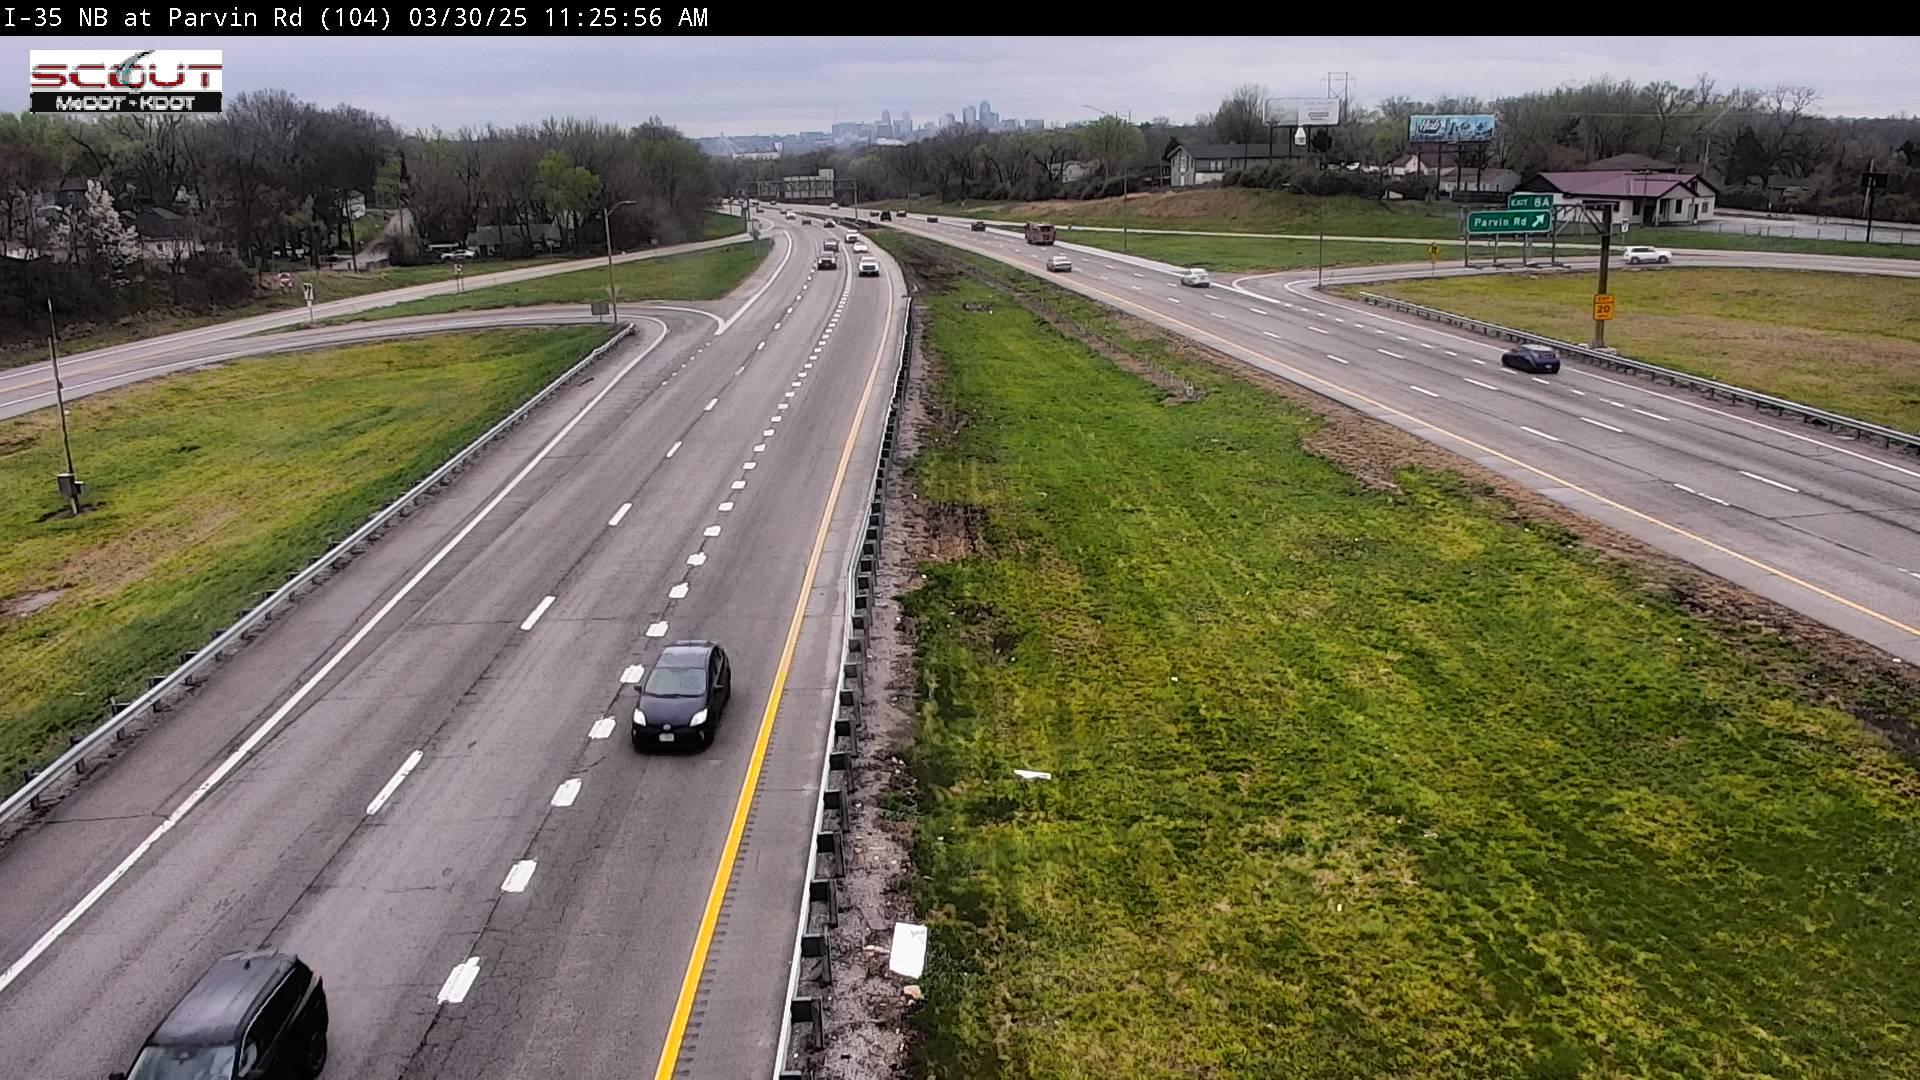 I-35 NB at Parvin Rd (104) 03/30/25 11:25:56 AM
SCOUT
MoDOT - KDOT
EXIT 8A
Parvin Rd
EXIT
20